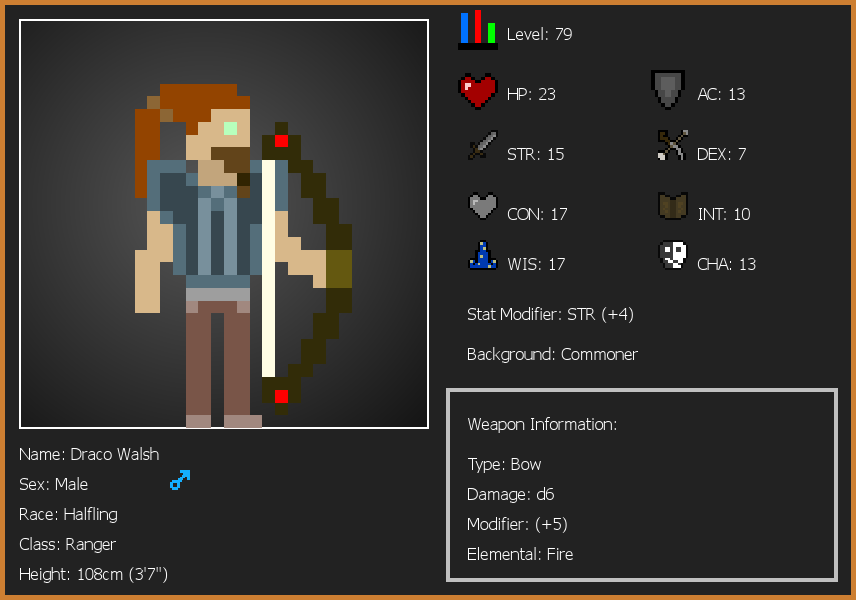 Level: 79
HP: 23
AC: 13
STR: 15
DEX: 7
CON: 17
INT: 10
WIS: 17
CHA: 13
Stat Modifier: STR (+4)
Background: Commoner
Weapon Information:
Type: Bow
Damage: d6
Modifier: (+5)
Elemental: Fire
Name: Draco Walsh
Sex: Male
Race: Halfling
Class: Ranger
Height: 108cm (3'7")